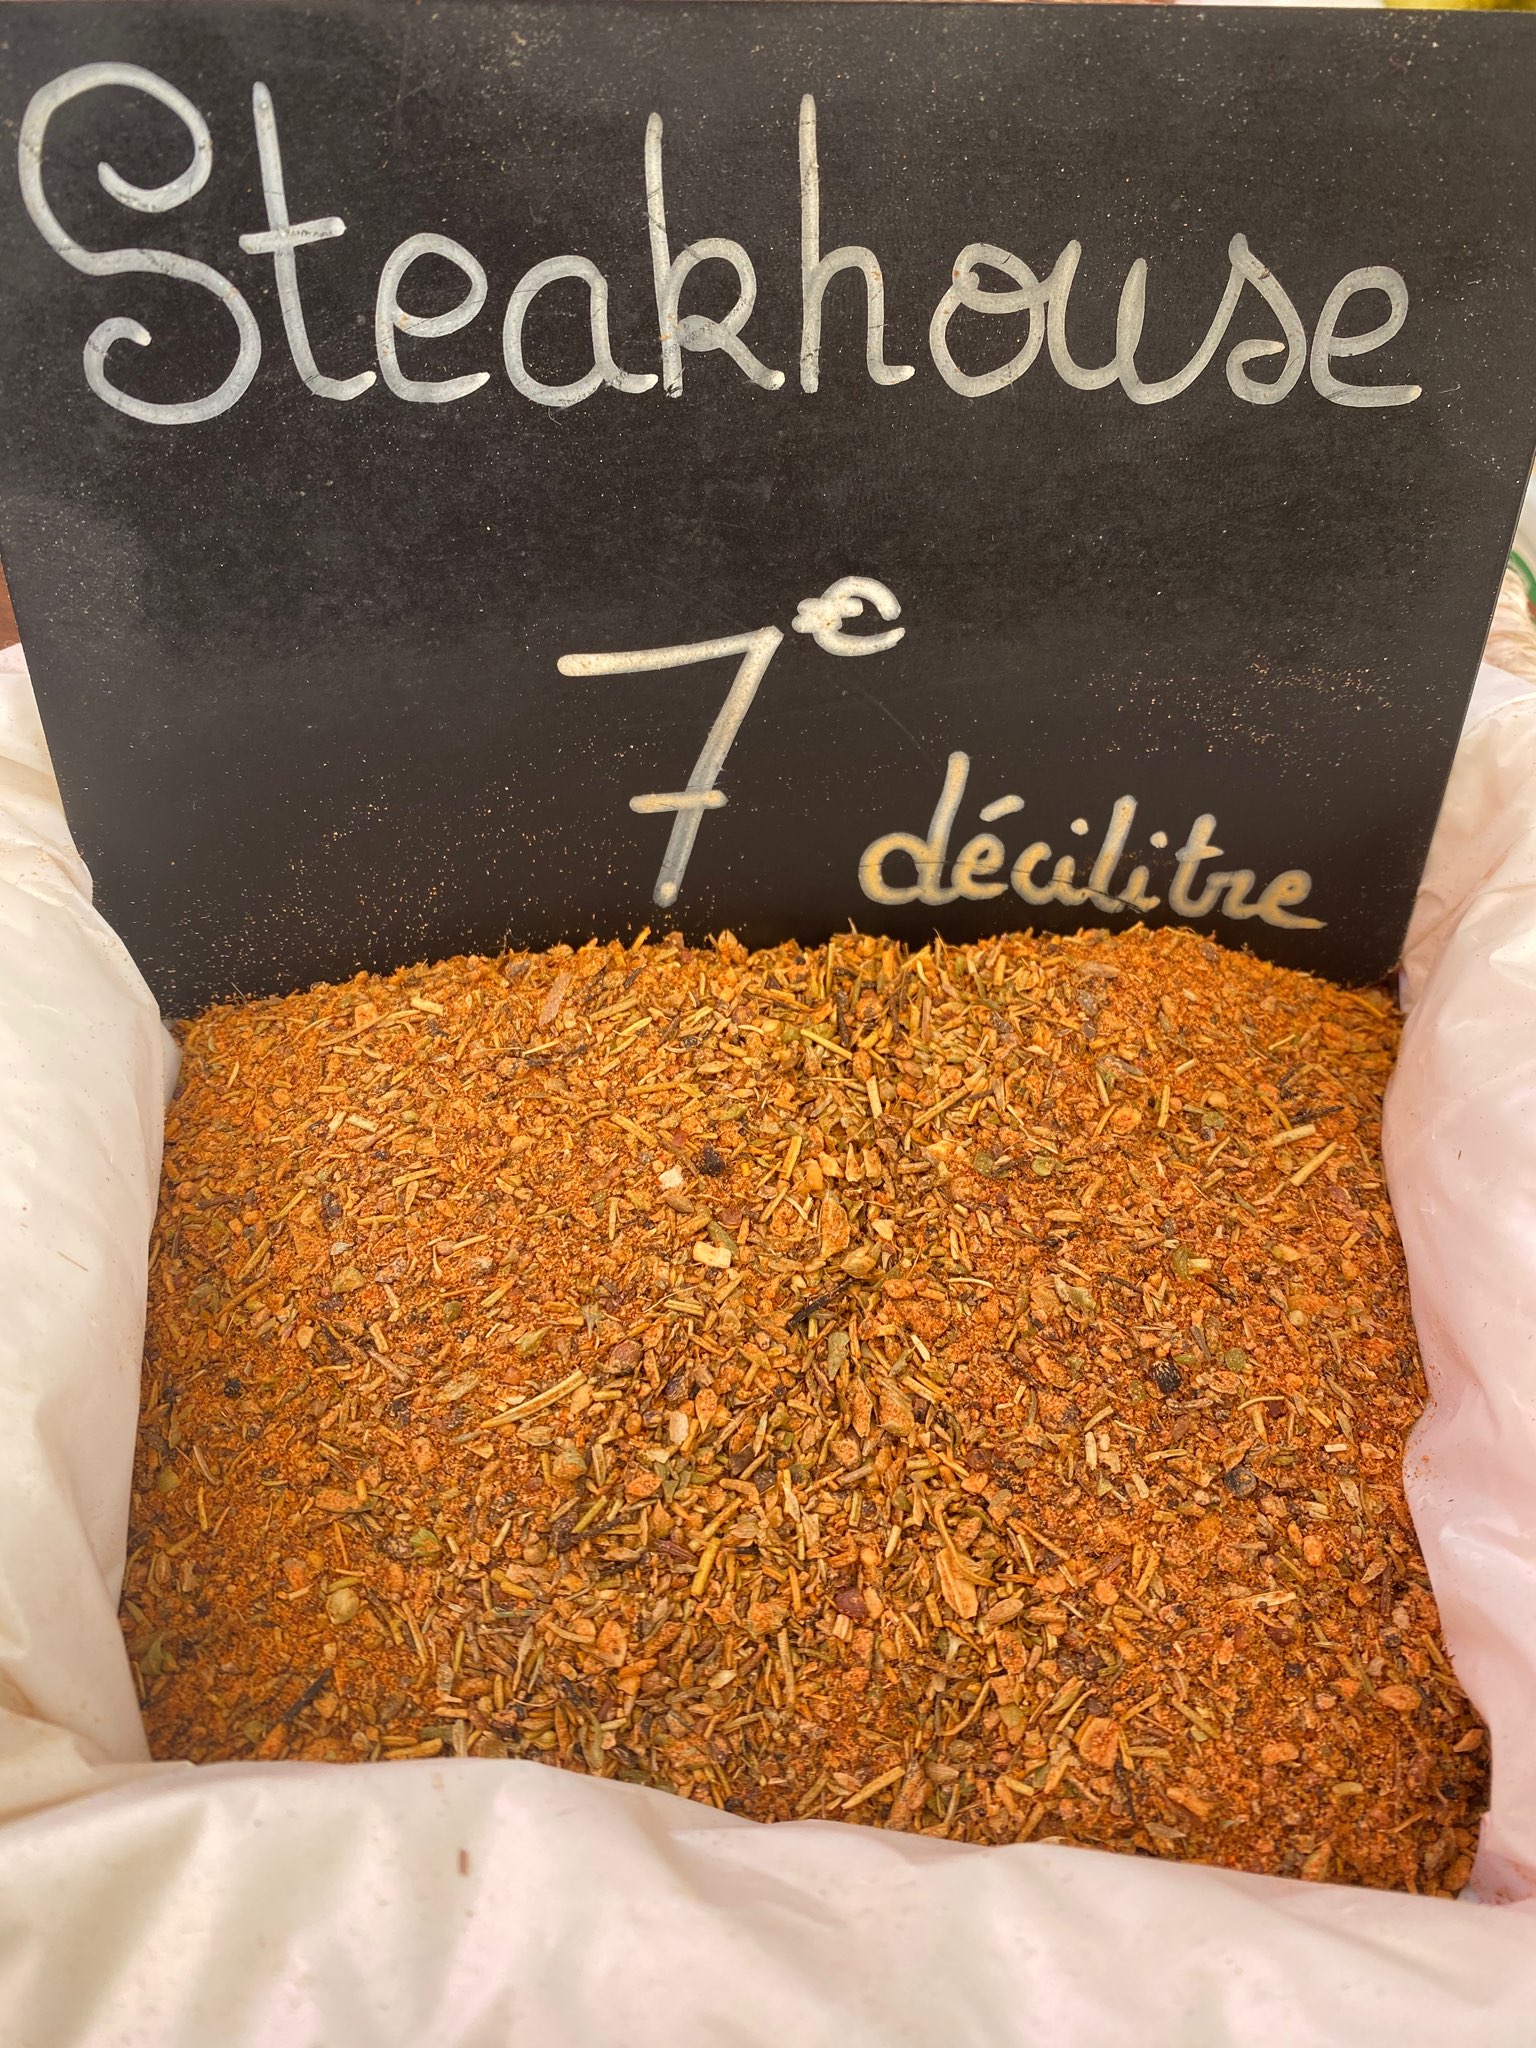 Steakhouse
7€
décilitre